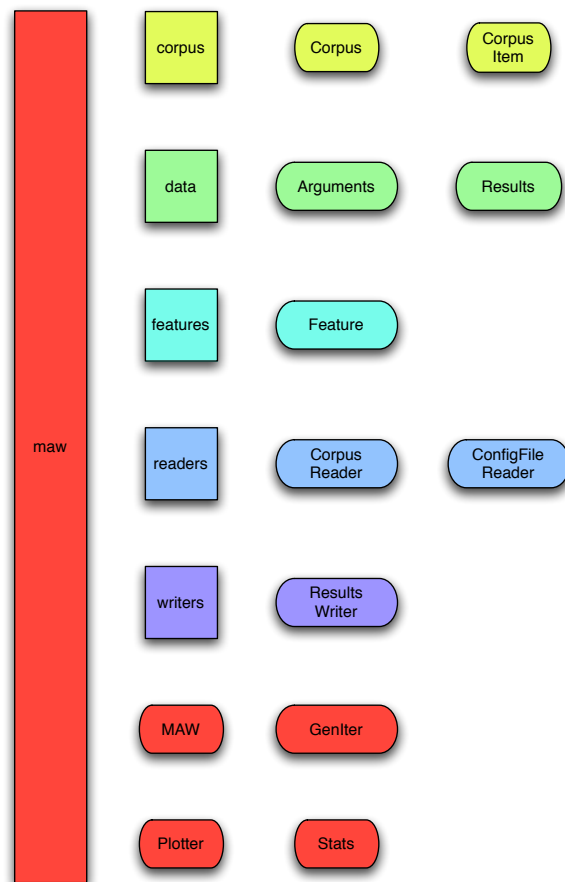 corpus
Corpus
Corpus
Item
data
Arguments
Results
features
Feature
maw
readers
Corpus
Reader
ConfigFile
Reader
writers
Results
Writer
MAW
GenIter
Plotter
Stats